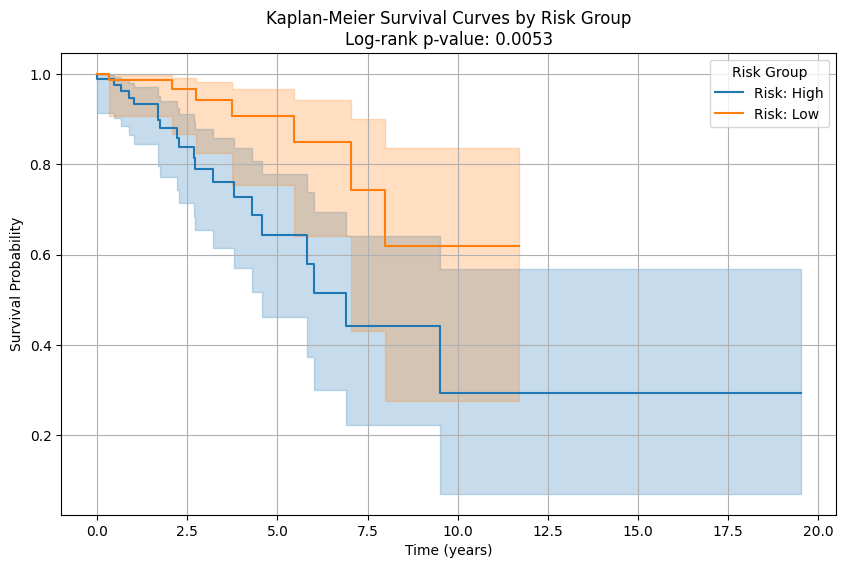 Kaplan-Meier Survival Curves by Risk Group
Log-rank p-value: 0.0053
Risk Group
Risk: High
Risk: Low
Survival Probability
1.0
0.8
0.6
0.4
0.2
0.0 2.5 5.0 7.5 10.0 12.5 15.0 17.5 20.0
Time (years)